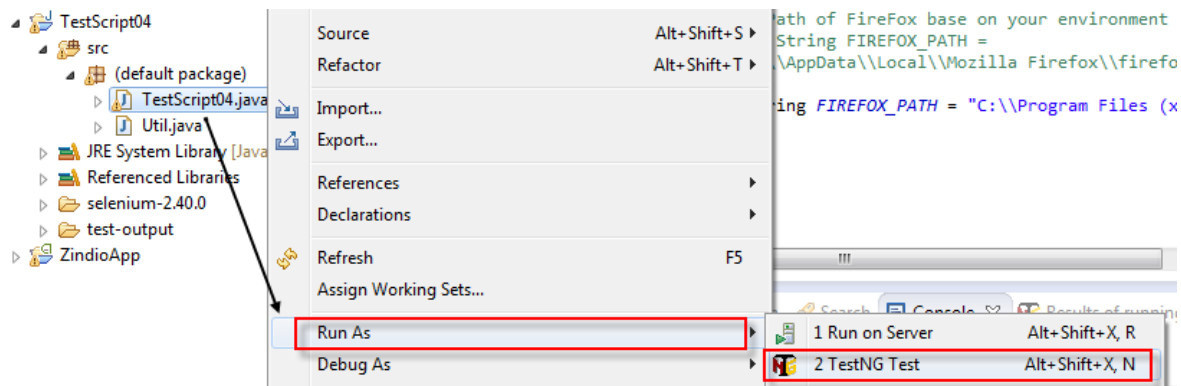 TestScript04
src
(default package)
TestScript04.java
Util.java
JRE System Library [Java
Referenced Libraries
selenium-2.40.0
test-output
ZindioApp
Source Alt+Shift+S
Refactor Alt+Shift+T
Import...
Export...
References
Declarations
Refresh F5
Assign Working Sets...
Run As
Debug As
ath of FireFox base on your environment
String FIREFOX_PATH =
\\AppData\\Local\\Mozilla Firefox\\firefo
ing FIREFOX_PATH = "C:\\Program Files (x
Search Console Results of running
1 Run on Server Alt+Shift+X, R
2 TestNG Test Alt+Shift+X, N